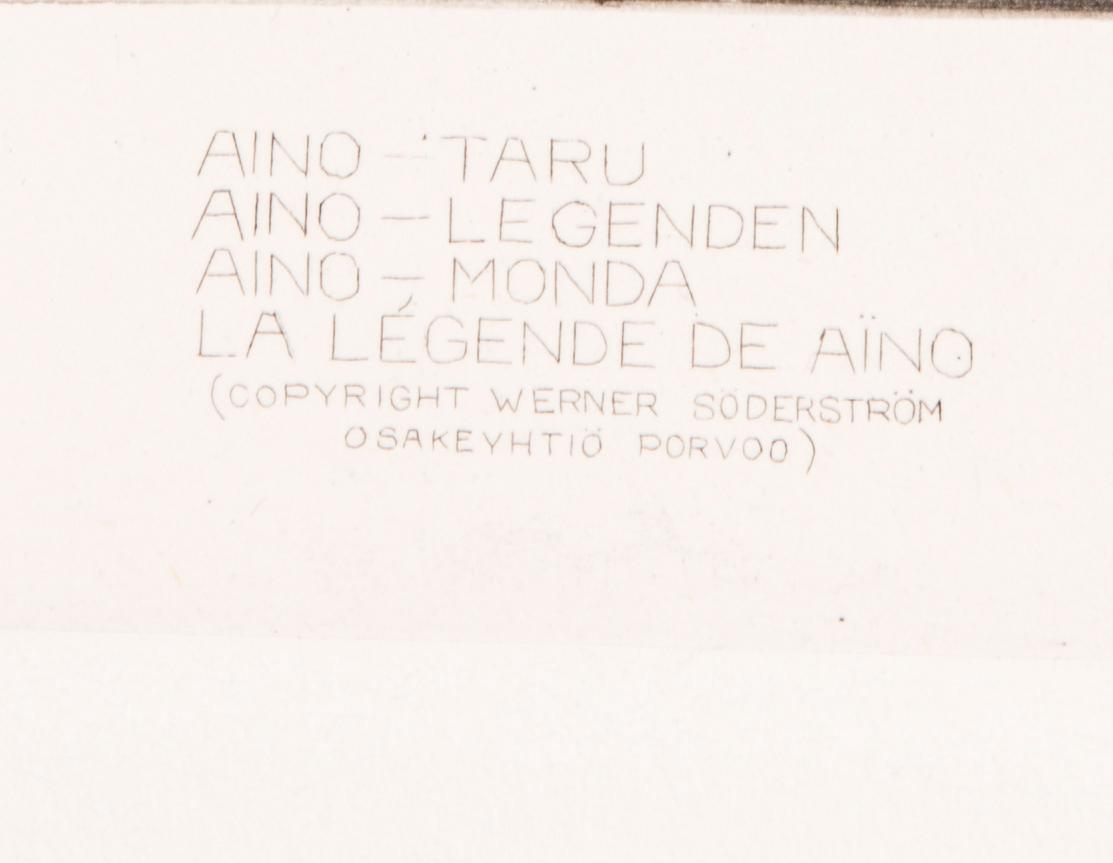 AINO – TARU
AINO – LEGENDEN
AINO – MONDA
LA LÉGENDE DE AÏNO
(COPYRIGHT WERNER SÖDERSTRÖM
OSAKEYHTIÖ PORVOO)